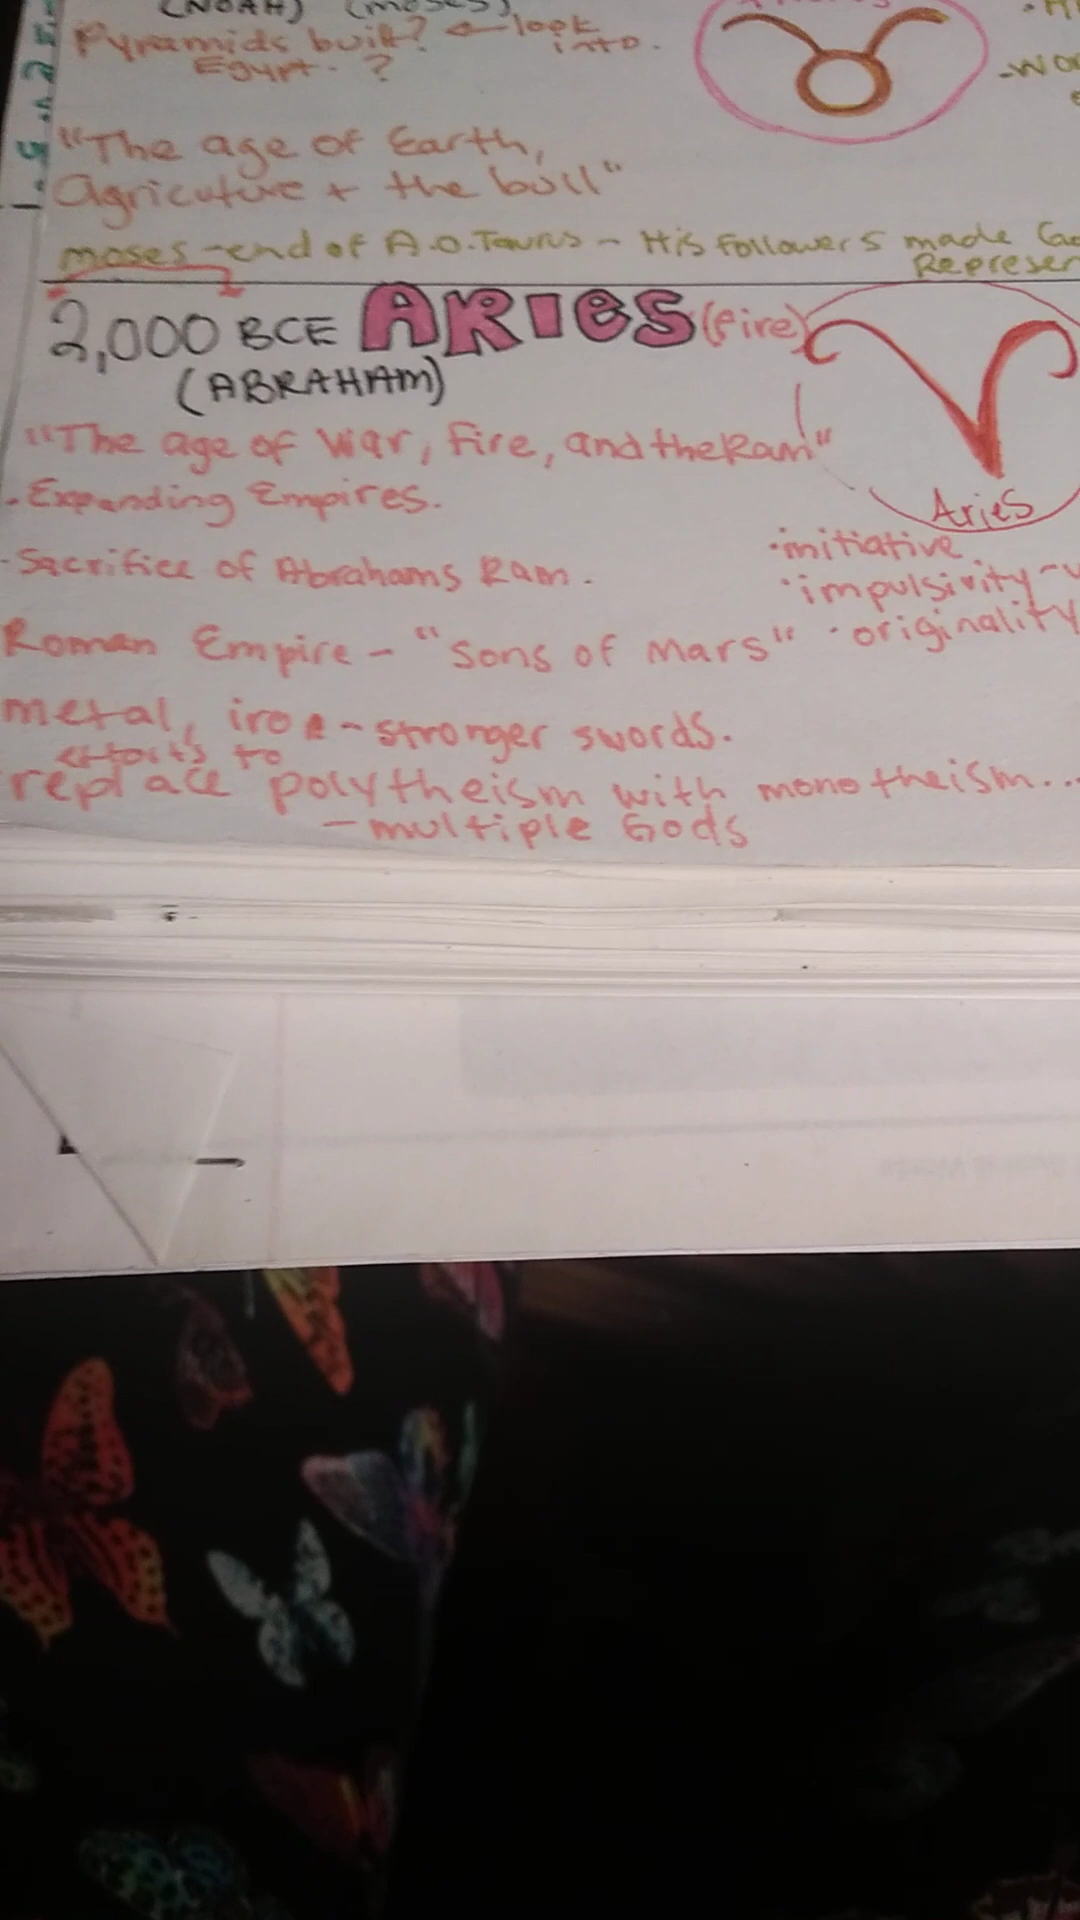 (NOAH) (moses)
Pyramids built? ← look into.
Egypt. ?
"The age of Earth,
agricuture + the bull"
moses - end of A.O.Taurus - His followers made
Represen
2,000 BCE ARIES (fire)
(ABRAHAM)
"The age of war, fire, and the Ram"
- Expanding Empires.
Aries
· initiative
- Sacrifice of Abrahams Ram.
· impulsivity -
Roman Empire - "sons of Mars"
· originality
metal, iron - stronger swords.
efforts to
replace polytheism with monotheism...
- multiple Gods